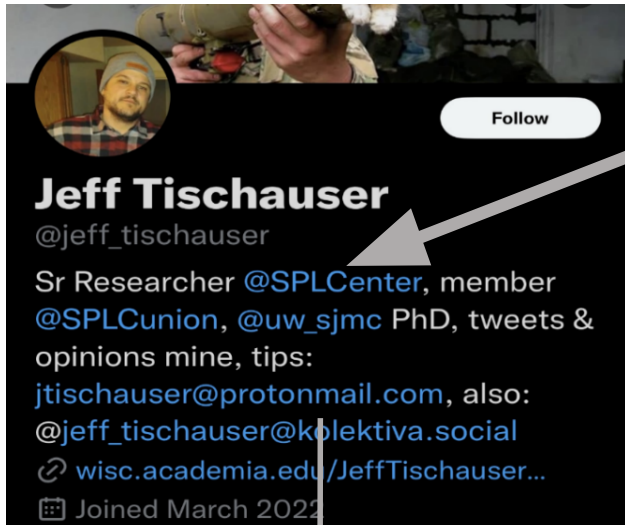 Follow
Jeff Tischauser
@jeff_tischauser
Sr Researcher @SPLCenter, member
@SPLCunion, @uw_sjmc PhD, tweets &
opinions mine, tips:
jtischauser@protonmail.com, also:
@jeff_tischauser@kolektiva.social
wisc.academia.edu/JeffTischauser...
Joined March 2022